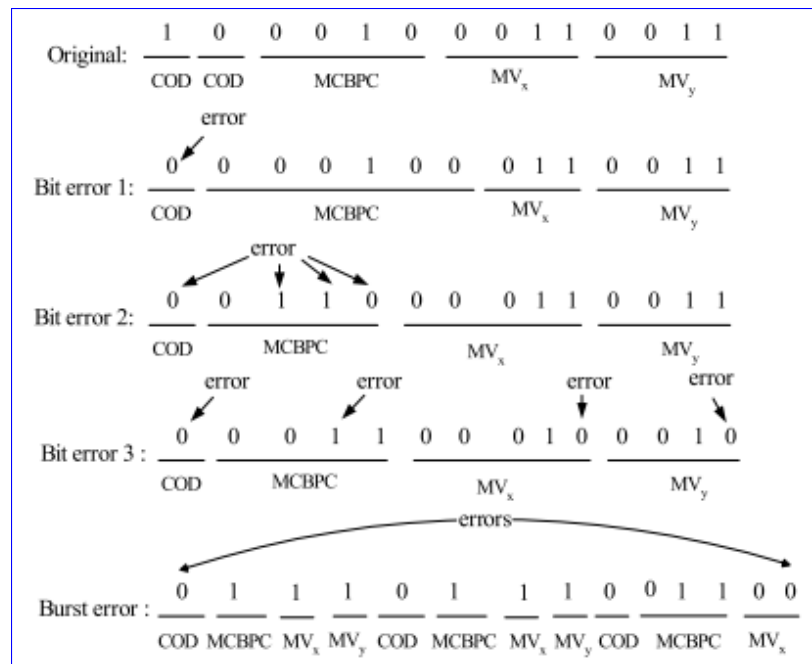 Original: 1 0 0 0 1 0 0 0 1 1 0 0 1 1
COD COD MCBPC MVx MVy
error
Bit error 1: 0 0 0 0 1 0 0 0 1 1 0 0 1 1
COD MCBPC MVx MVy
error
Bit error 2: 0 0 1 1 0 0 0 0 1 1 0 0 1 1
COD MCBPC MVx MVy
error error error error
Bit error 3 : 0 0 0 1 1 0 0 0 1 0 0 0 1 0
COD MCBPC MVx MVy
errors
Burst error : 0 1 1 1 0 1 1 1 0 0 1 1 0 0
COD MCBPC MVx MVy COD MCBPC MVx MVy COD MCBPC MVx